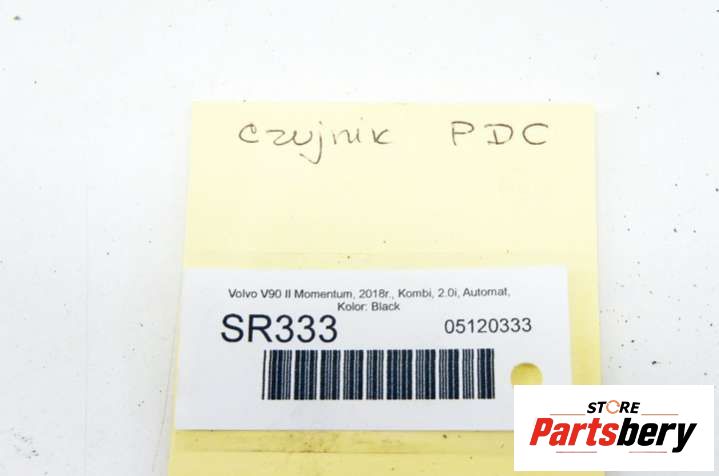 Czujnik PDC
Volvo V90 II Momentum, 2018r., Kombi, 2.0i, Automat,
Kolor: Black
SR333 05120333
STORE
Partsbery